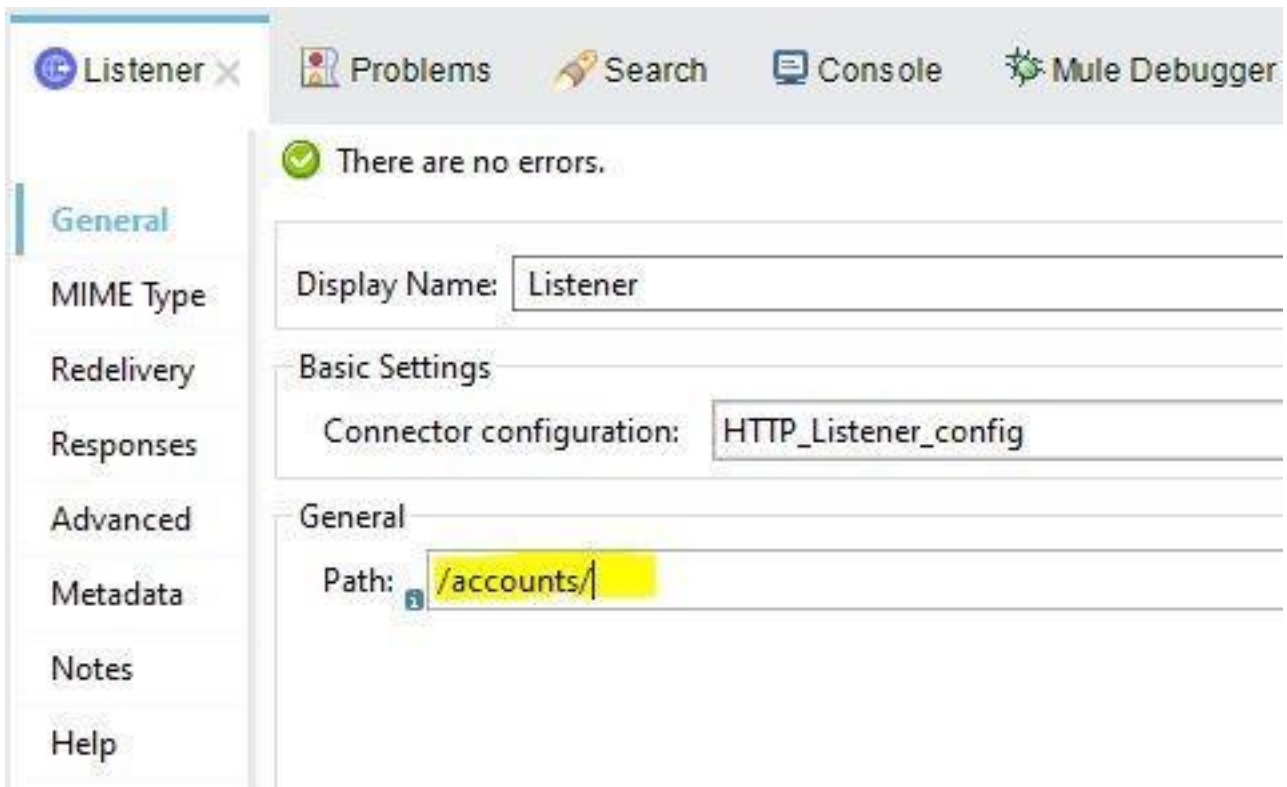 Listener Problems Search Console Mule Debugger
There are no errors.
General
Display Name: Listener
MIME Type
Basic Settings
Redelivery
Connector configuration: HTTP_Listener_config
Responses
General
Advanced
Path: /accounts/
Metadata
Notes
Help